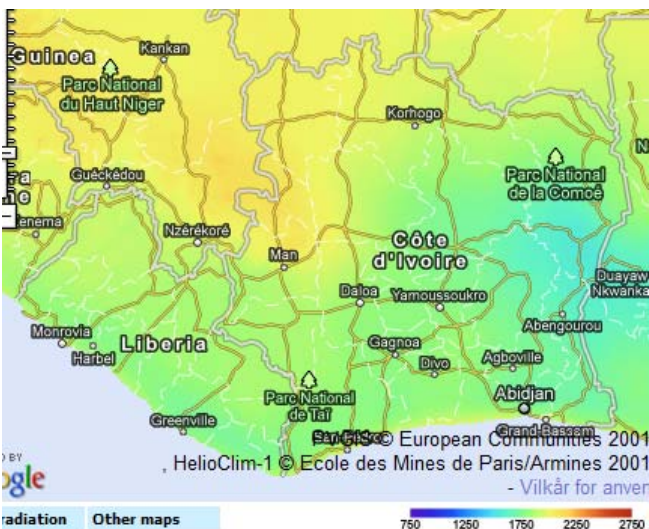 Guinea
Kankan
Parc National
du Haut Niger
Korhogo
Guéckédou
Parc National
de la Comoé
Nzérékoré
Man
Côte
d'Ivoire
Daloa
Yamoussoukro
Duayaw
Nkwanka
Abengourou
Monrovia
Harbel
Liberia
Gagnoa
Divo
Agboville
Parc National
de Taï
Abidjan
Greenville
Grand-Bassam
© European Communities 2001
HelioClim-1 © Ecole des Mines de Paris/Armines 2001
- Vilkår for anver
ogle
radiation Other maps
750 1250 1750 2250 2750